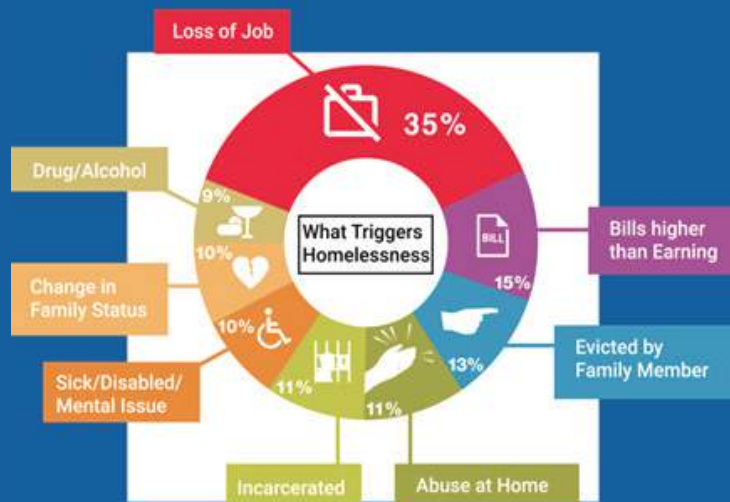 Loss of Job
35%
Drug/Alcohol
9%
What Triggers
Homelessness
BILL
Bills higher
than Earning
15%
10%
Change in
Family Status
10%
Evicted by
Family Member
13%
Sick/Disabled/
Mental Issue
11%
11%
Incarcerated
Abuse at Home